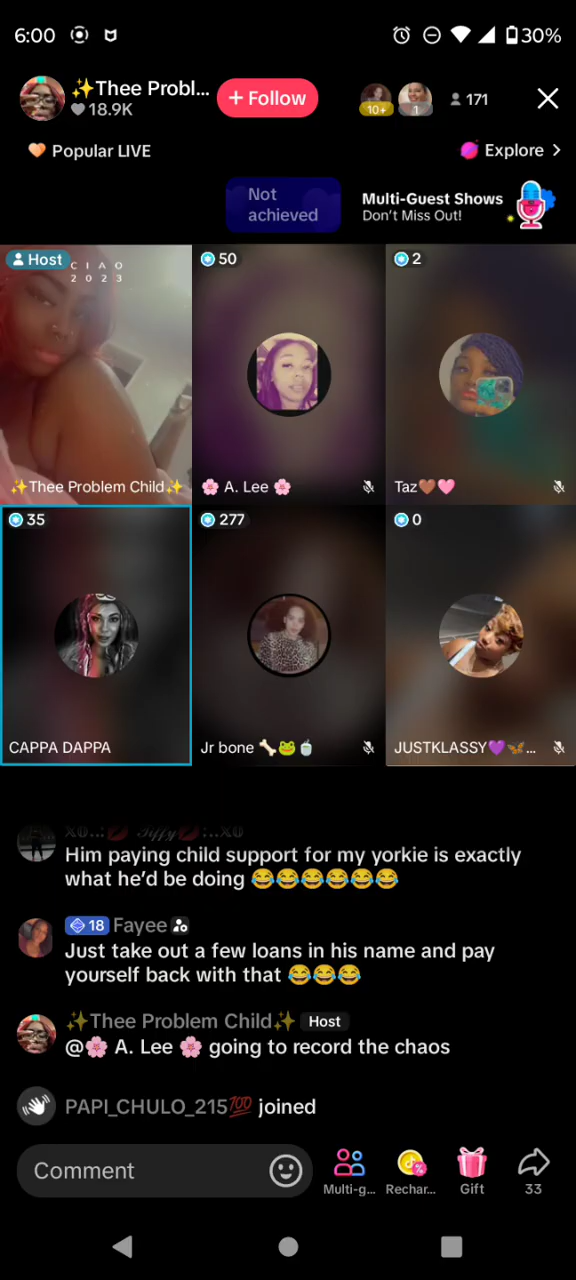 6:00
30%
✨Thee Probl...
18.9K
+ Follow
10+
1
171
Popular LIVE
Explore >
Not
achieved
Multi-Guest Shows
Don't Miss Out!
Host
CIAO
2023
50
2
✨Thee Problem Child✨
🌸 A. Lee 🌸
Taz🤎🩷
35
277
0
CAPPA DAPPA
Jr bone 🦴🐸🥤
JUSTKLASSY💜🦋...
Him paying child support for my yorkie is exactly
what he'd be doing 😂😂😂😂😂😂
18 Fayee
Just take out a few loans in his name and pay
yourself back with that 😂😂😂
✨Thee Problem Child✨ Host
@🌸 A. Lee 🌸 going to record the chaos
PAPI_CHULO_215💯 joined
Comment
Multi-g...
Rechar...
Gift
33